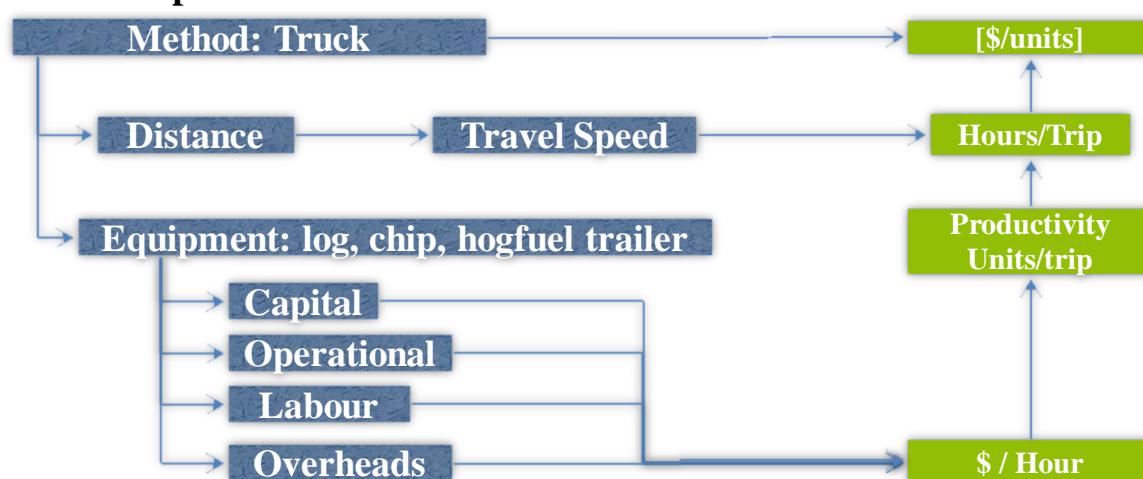 Method: Truck
[$/units]
Distance
Travel Speed
Hours/Trip
Equipment: log, chip, hogfuel trailer
Productivity
Units/trip
Capital
Operational
Labour
Overheads
$ / Hour